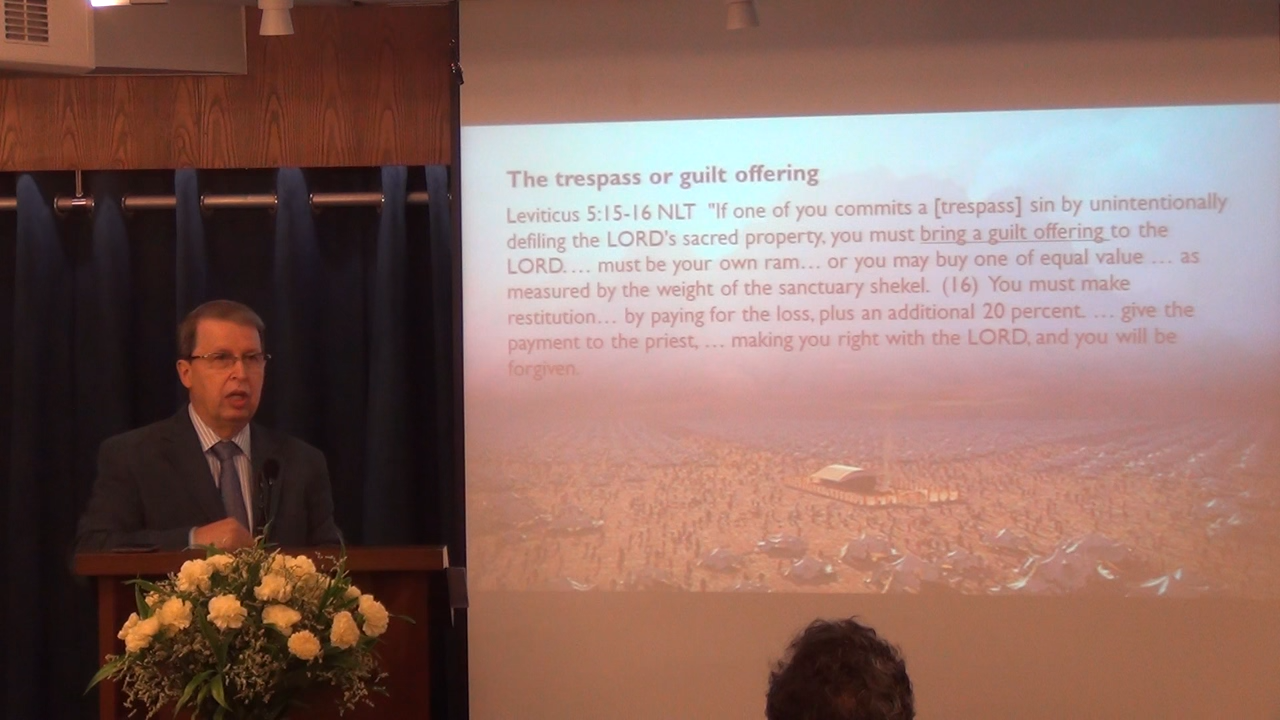 The trespass or guilt offering
Leviticus 5:15-16 NLT "If one of you commits a [trespass] sin by unintentionally
defiling the LORD's sacred property, you must bring a guilt offering to the
LORD. ... must be your own ram... or you may buy one of equal value ... as
measured by the weight of the sanctuary shekel. (16) You must make
restitution... by paying for the loss, plus an additional 20 percent. ... give the
payment to the priest, ... making you right with the LORD, and you will be
forgiven.